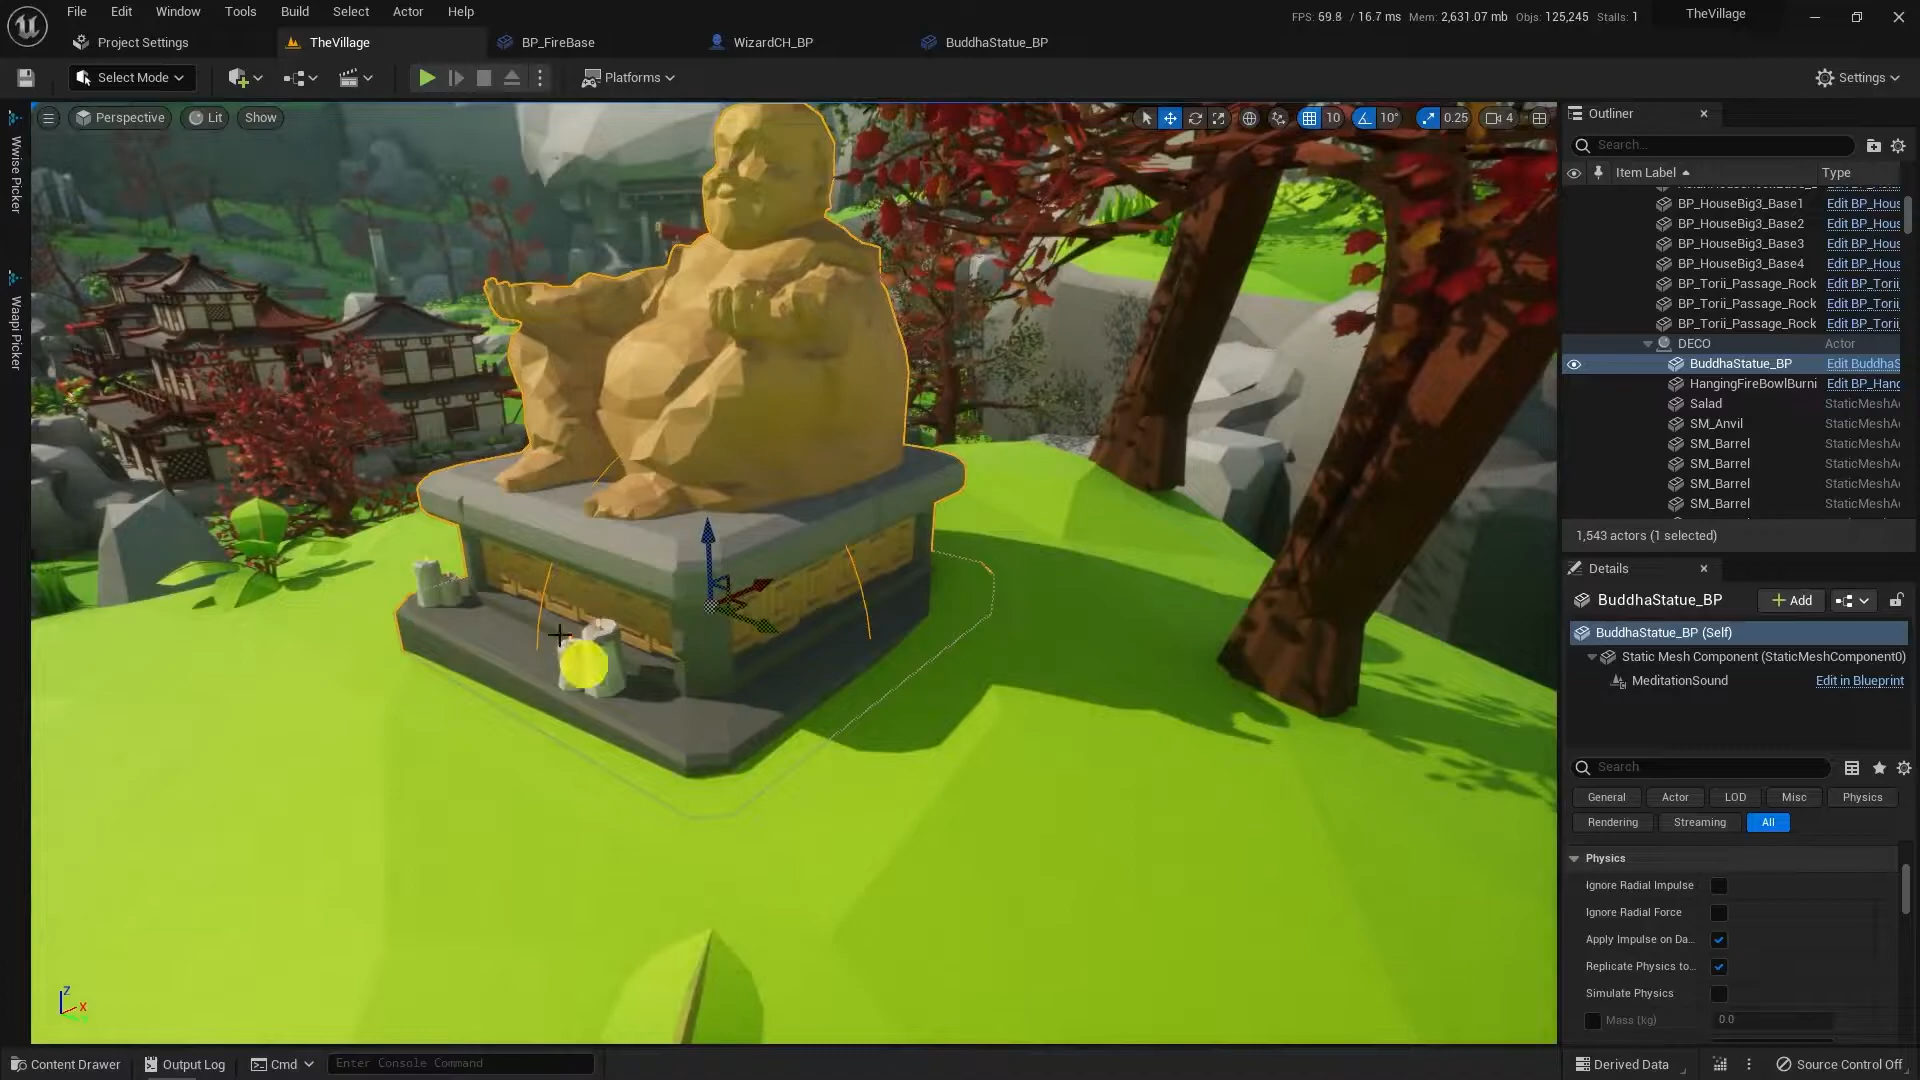 File Edit Window Tools Build Select Actor Help
FPS: 59.8 / 16.7 ms Mem: 2,631.07 mb Objs: 125,245 Stalls: 1
TheVillage
Project Settings
TheVillage
BP_FireBase
WizardCH_BP
BuddhaStatue_BP
Select Mode
Platforms
Settings
Wwise Picker
Waapi Picker
Perspective
Lit
Show
10
10°
0.25
4
Outliner
Search...
Item Label
Type
BP_HouseBig3_Base1 Edit BP_Hous
BP_HouseBig3_Base2 Edit BP_Hous
BP_HouseBig3_Base3 Edit BP_Hous
BP_HouseBig3_Base4 Edit BP_Hous
BP_Torii_Passage_Rock Edit BP_Torii
BP_Torii_Passage_Rock Edit BP_Torii
BP_Torii_Passage_Rock Edit BP_Torii
DECO Actor
BuddhaStatue_BP Edit BuddhaS
HangingFireBowlBurni Edit BP_Hang
Salad StaticMeshA
SM_Anvil StaticMeshA
SM_Barrel StaticMeshA
SM_Barrel StaticMeshA
SM_Barrel StaticMeshA
SM_Barrel StaticMeshA
1,543 actors (1 selected)
Details
BuddhaStatue_BP
Add
BuddhaStatue_BP (Self)
Static Mesh Component (StaticMeshComponent0)
MeditationSound Edit in Blueprint
Search
General Actor LOD Misc Physics
Rendering Streaming All
Physics
Ignore Radial Impulse
Ignore Radial Force
Apply Impulse on Da...
Replicate Physics to...
Simulate Physics
Mass (kg) 0.0
Z
X
Content Drawer
Output Log
Cmd
Enter Console Command
Derived Data
Source Control Off